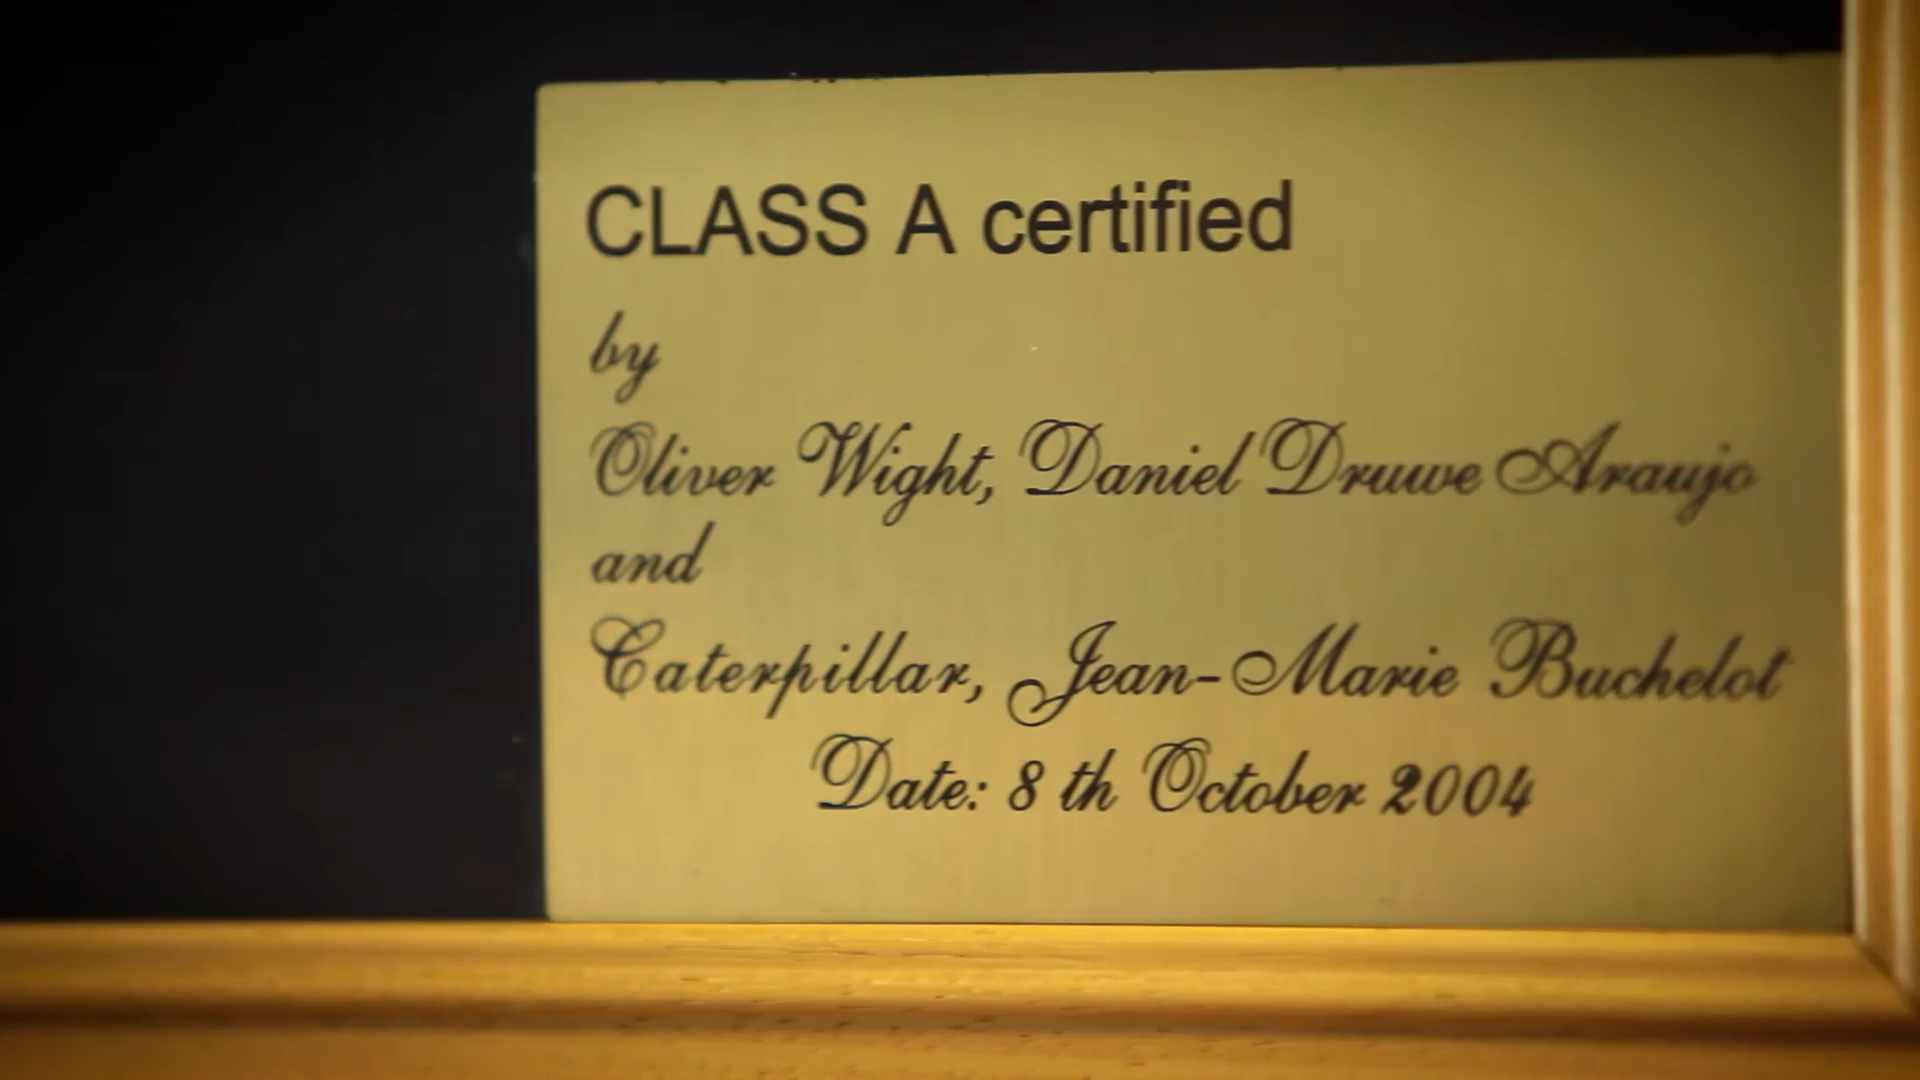 CLASS A certified
by
Oliver Wight, Daniel Druwe Araujo
and
Caterpillar, Jean-Marie Buchelot
Date: 8 th October 2004